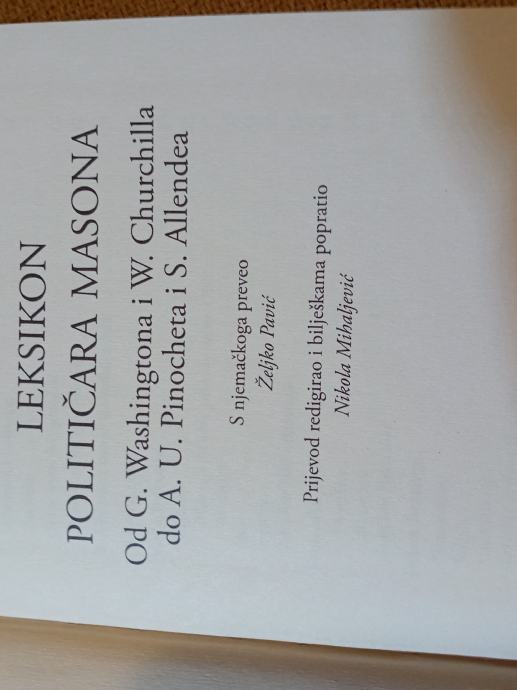 LEKSIKON
POLITIČARA MASONA
Od G. Washingtona i W. Churchilla
do A. U. Pinocheta i S. Allendea
S njemačkoga preveo
Željko Pavić
Prijevod redigirao i bilješkama popratio
Nikola Mihaljević